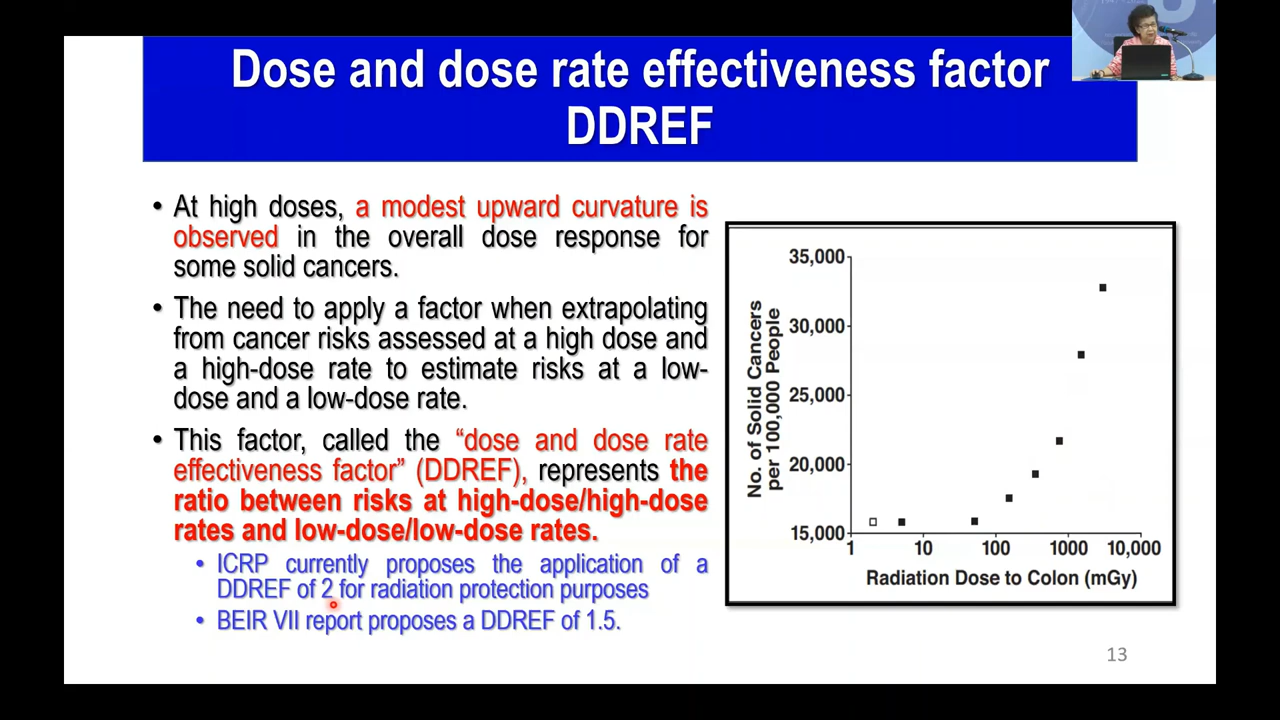 Dose and dose rate effectiveness factor
DDREF
• At high doses, a modest upward curvature is
observed in the overall dose response for
some solid cancers.
• The need to apply a factor when extrapolating
from cancer risks assessed at a high dose and
a high-dose rate to estimate risks at a low-
dose and a low-dose rate.
• This factor, called the “dose and dose rate
effectiveness factor” (DDREF), represents the
ratio between risks at high-dose/high-dose
rates and low-dose/low-dose rates.
• ICRP currently proposes the application of a
DDREF of 2 for radiation protection purposes
• BEIR VII report proposes a DDREF of 1.5.
No. of Solid Cancers
per 100,000 People
35,000
30,000
25,000
20,000
15,000
1 10 100 1000 10,000
Radiation Dose to Colon (mGy)
13